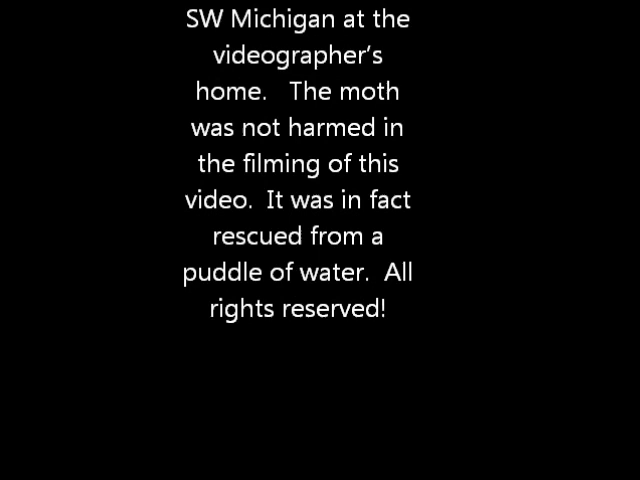 SW Michigan at the
videographer’s
home.   The moth
was not harmed in
the filming of this
video.  It was in fact
rescued from a
puddle of water.  All
rights reserved!